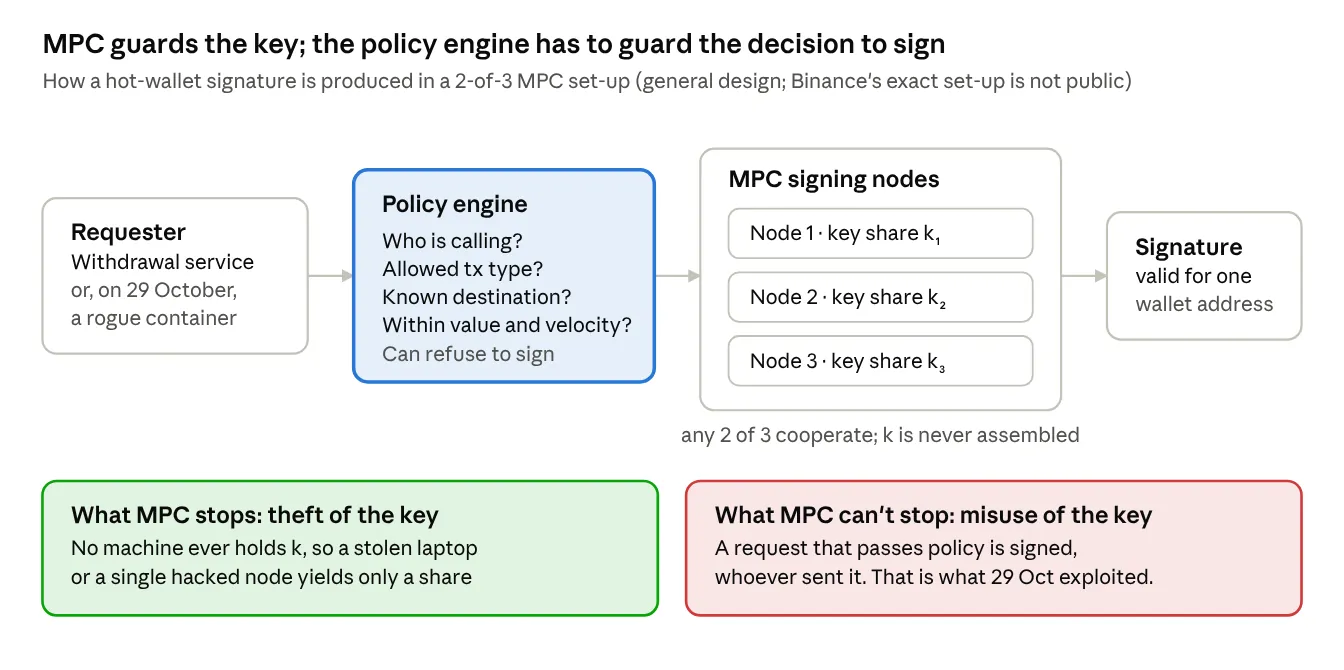 MPC guards the key; the policy engine has to guard the decision to sign
How a hot-wallet signature is produced in a 2-of-3 MPC set-up (general design; Binance's exact set-up is not public)
Requester
Withdrawal service
or, on 29 October,
a rogue container
Policy engine
Who is calling?
Allowed tx type?
Known destination?
Within value and velocity?
Can refuse to sign
MPC signing nodes
Node 1 · key share k₁
Node 2 · key share k₂
Node 3 · key share k₃
any 2 of 3 cooperate; k is never assembled
Signature
valid for one
wallet address
What MPC stops: theft of the key
No machine ever holds k, so a stolen laptop
or a single hacked node yields only a share
What MPC can't stop: misuse of the key
A request that passes policy is signed,
whoever sent it. That is what 29 Oct exploited.